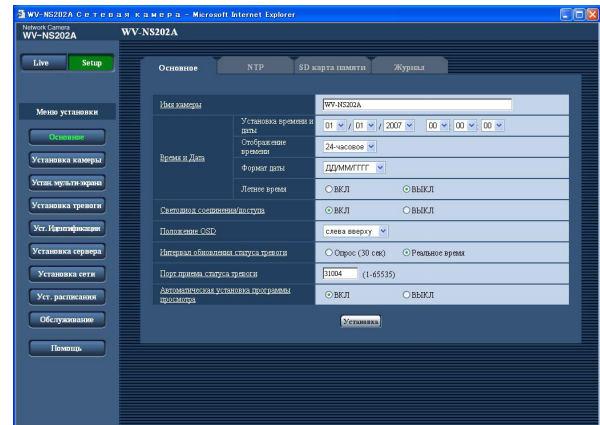 WV-NS202A Сетевая камера - Microsoft Internet Explorer
Network Camera
WV-NS202A
WV-NS202A
Live Setup
Основное NTP SD карта памяти Журнал
Меню установки
Основное
Установка камеры
Устан. мульти-экрана
Установка тревоги
Уст. Идентификации
Установка сервера
Установка сети
Уст. расписания
Обслуживание
Помощь
Имя камеры WV-NS202A
Время и Дата
Установка времени и даты 01 / 01 / 2007 00 : 00 : 00
Отображение времени 24-часовое
Формат даты ДД/ММ/ГГГГ
Летнее время ВКЛ ВЫКЛ
Светодиод соединения/доступа ВКЛ ВЫКЛ
Положение OSD слева вверху
Интервал обновления статуса тревоги Опрос (30 сек) Реальное время
Порт приема статуса тревоги 31004 (1-65535)
Автоматическая установка программы просмотра ВКЛ ВЫКЛ
Установка